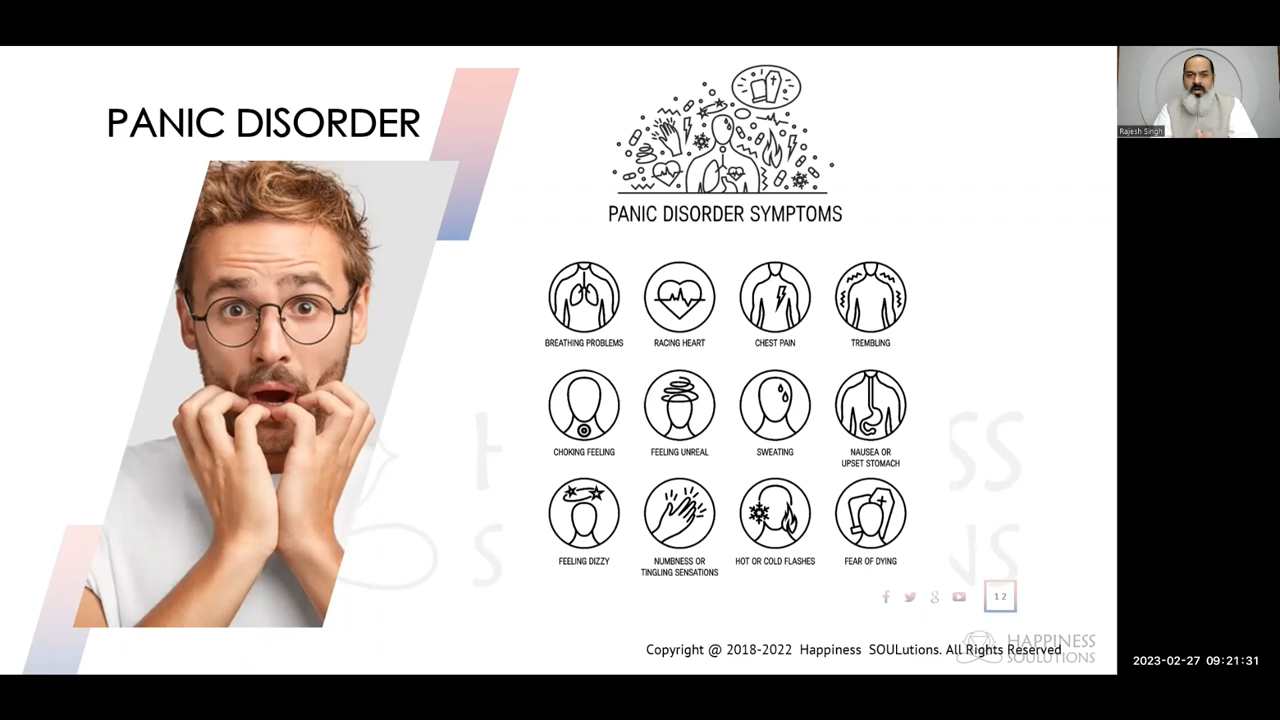 PANIC DISORDER
PANIC DISORDER SYMPTOMS
BREATHING PROBLEMS
RACING HEART
CHEST PAIN
TREMBLING
CHOKING FEELING
FEELING UNREAL
SWEATING
NAUSEA OR
UPSET STOMACH
FEELING DIZZY
NUMBNESS OR
TINGLING SENSATIONS
HOT OR COLD FLASHES
FEAR OF DYING
12
Copyright @ 2018-2022 Happiness SOULutions. All Rights Reserved
HAPPINESS
SOULUTIONS
Rajesh Singh
2023-02-27 09:21:31